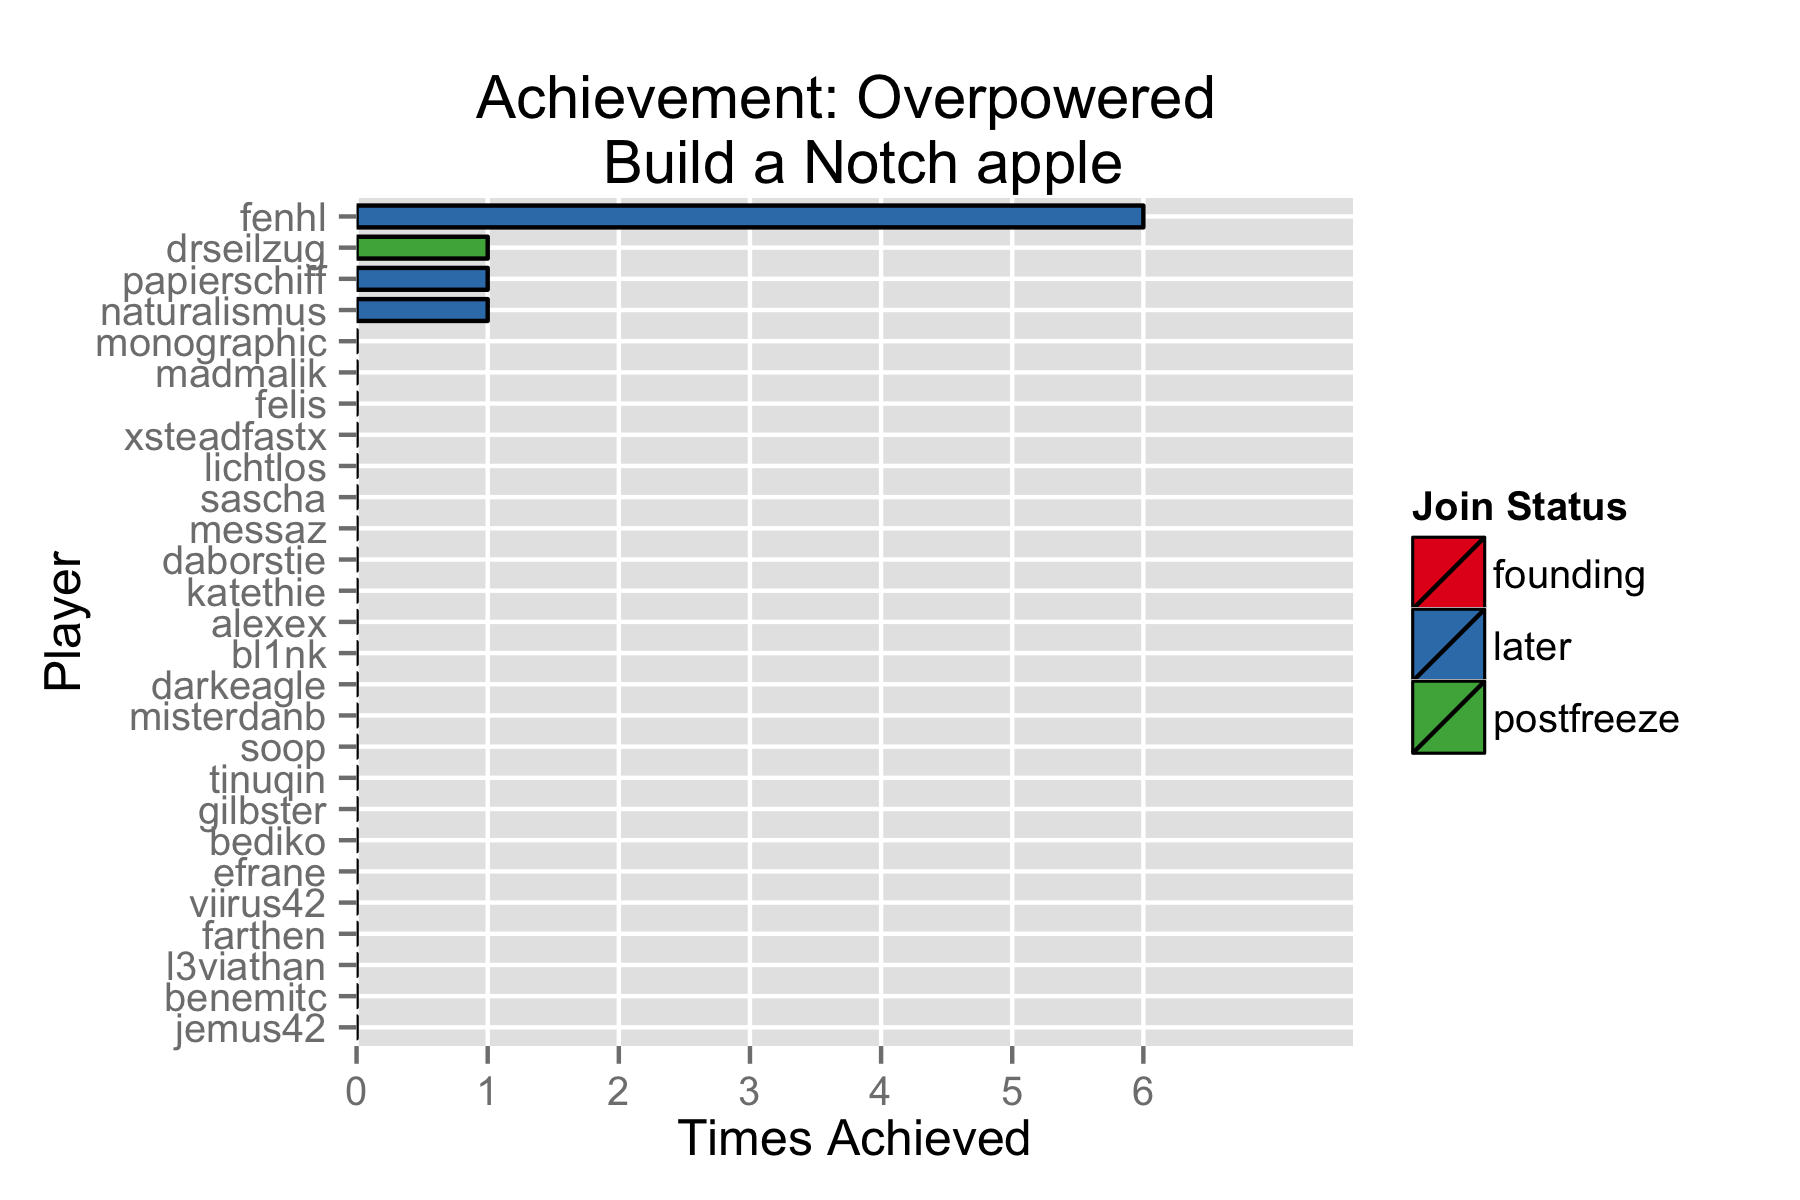 Achievement: Overpowered
Build a Notch apple
fenhl
drseilzug
papierschiff
naturalismus
monographic
madmalik
felis
xsteadfastx
lichtlos
sascha
messaz
daborstie
katethie
alexex
bl1nk
darkeagle
misterdanb
soop
tinuqin
gilbster
bediko
efrane
viirus42
farthen
l3viathan
benemitc
jemus42
Player
0 1 2 3 4 5 6
Times Achieved
Join Status
founding
later
postfreeze